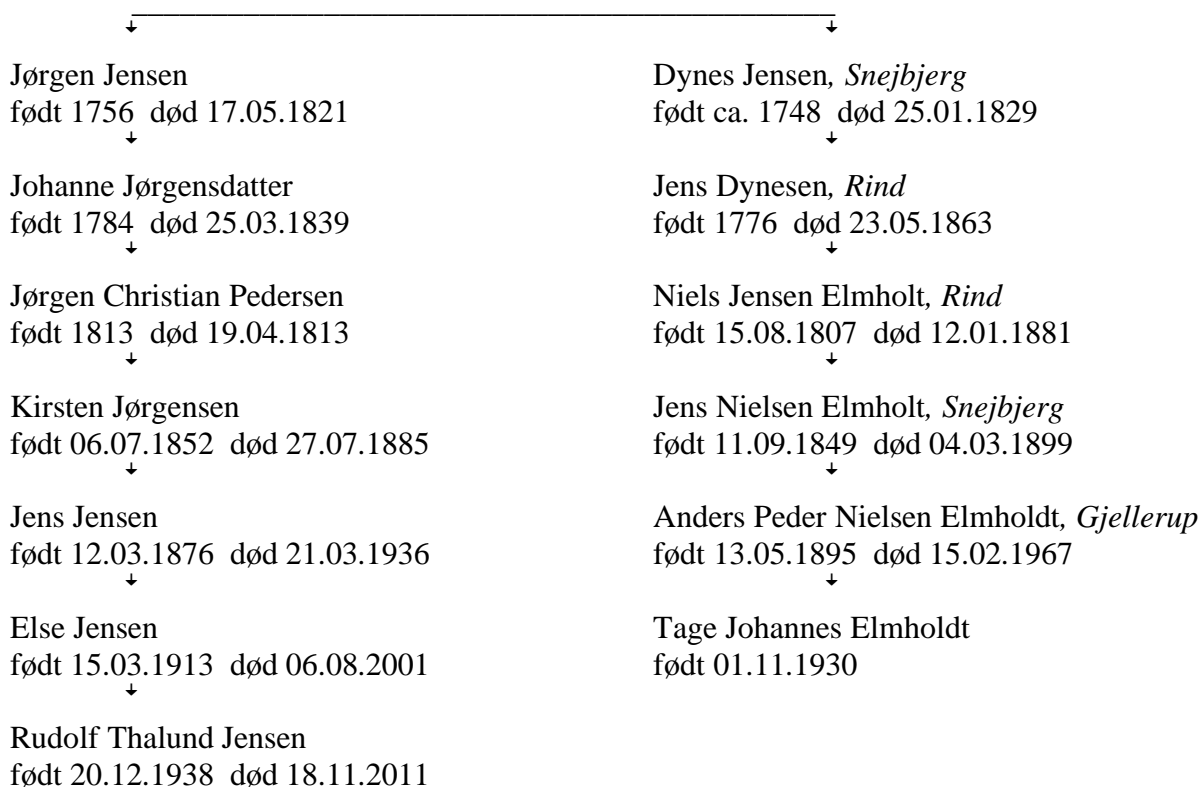 Jørgen Jensen
født 1756  død 17.05.1821
Johanne Jørgensdatter
født 1784  død 25.03.1839
Jørgen Christian Pedersen
født 1813  død 19.04.1813
Kirsten Jørgensen
født 06.07.1852  død 27.07.1885
Jens Jensen
født 12.03.1876  død 21.03.1936
Else Jensen
født 15.03.1913  død 06.08.2001
Rudolf Thalund Jensen
født 20.12.1938  død 18.11.2011
Dynes Jensen, Snejbjerg
født ca. 1748  død 25.01.1829
Jens Dynesen, Rind
født 1776  død 23.05.1863
Niels Jensen Elmholt, Rind
født 15.08.1807  død 12.01.1881
Jens Nielsen Elmholt, Snejbjerg
født 11.09.1849  død 04.03.1899
Anders Peder Nielsen Elmholdt, Gjellerup
født 13.05.1895  død 15.02.1967
Tage Johannes Elmholdt
født 01.11.1930